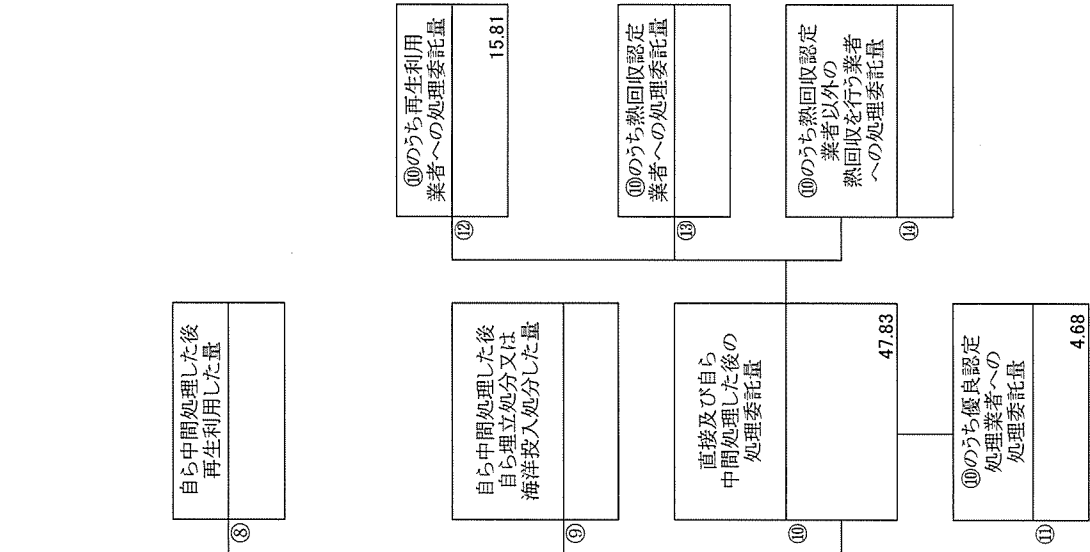 ⑧
自ら中間処理した後
再生利用した量
⑨
自ら中間処理した後
自ら埋立処分又は
海洋投入処分した量
⑩
直接及び自ら
中間処理した後の
処理委託量
47.83
⑪
⑩のうち優良認定
処理業者への
処理委託量
4.68
⑫
⑩のうち再生利用
業者への処理委託量
15.81
⑬
⑩のうち熱回収認定
業者への処理委託量
⑭
⑩のうち熱回収認定
業者以外の
熱回収を行う業者
への処理委託量